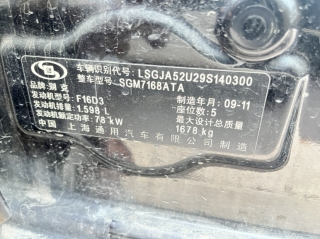 车辆识别代号: LSGJA52U29S140300
整车型号: SGM7168ATA
品牌: 别克
发动机型号: F16D3 制造年月: 09-11
发动机排量: 1.598 L 座位数: 5
发动机额定功率: 78 kW 最大设计总质量
1678 kg
中国 上海通用汽车有限公司制造